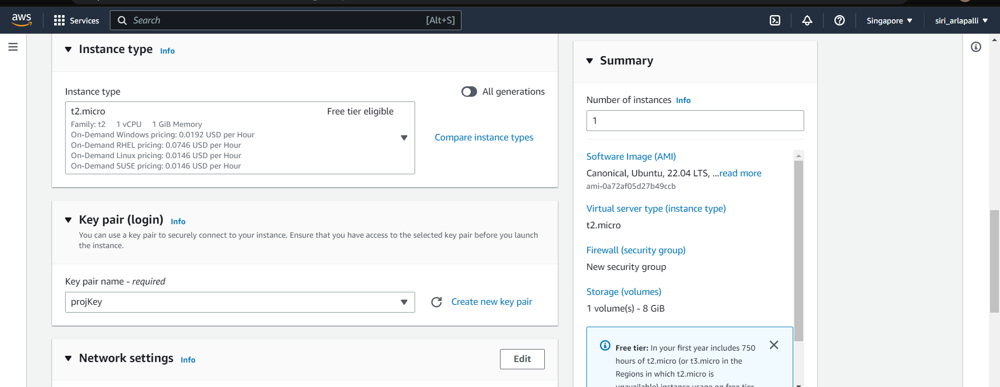 aws
Services
Search
[Alt+S]
Singapore
siri_arlapalli
Instance type Info
Instance type
All generations
t2.micro
Free tier eligible
Family: t2 1 vCPU 1 GiB Memory
On-Demand Windows pricing: 0.0192 USD per Hour
On-Demand RHEL pricing: 0.0746 USD per Hour
On-Demand Linux pricing: 0.0146 USD per Hour
On-Demand SUSE pricing: 0.0146 USD per Hour
Compare instance types
Key pair (login) Info
You can use a key pair to securely connect to your instance. Ensure that you have access to the selected key pair before you launch
the instance.
Key pair name - required
projKey
Create new key pair
Network settings Info
Edit
Summary
Number of instances Info
1
Software Image (AMI)
Canonical, Ubuntu, 22.04 LTS, ...read more
ami-0a72af05d27b49ccb
Virtual server type (instance type)
t2.micro
Firewall (security group)
New security group
Storage (volumes)
1 volume(s) - 8 GiB
Free tier: In your first year includes 750
hours of t2.micro (or t3.micro in the
Regions in which t2.micro is
unavailable) instance usage on free tier